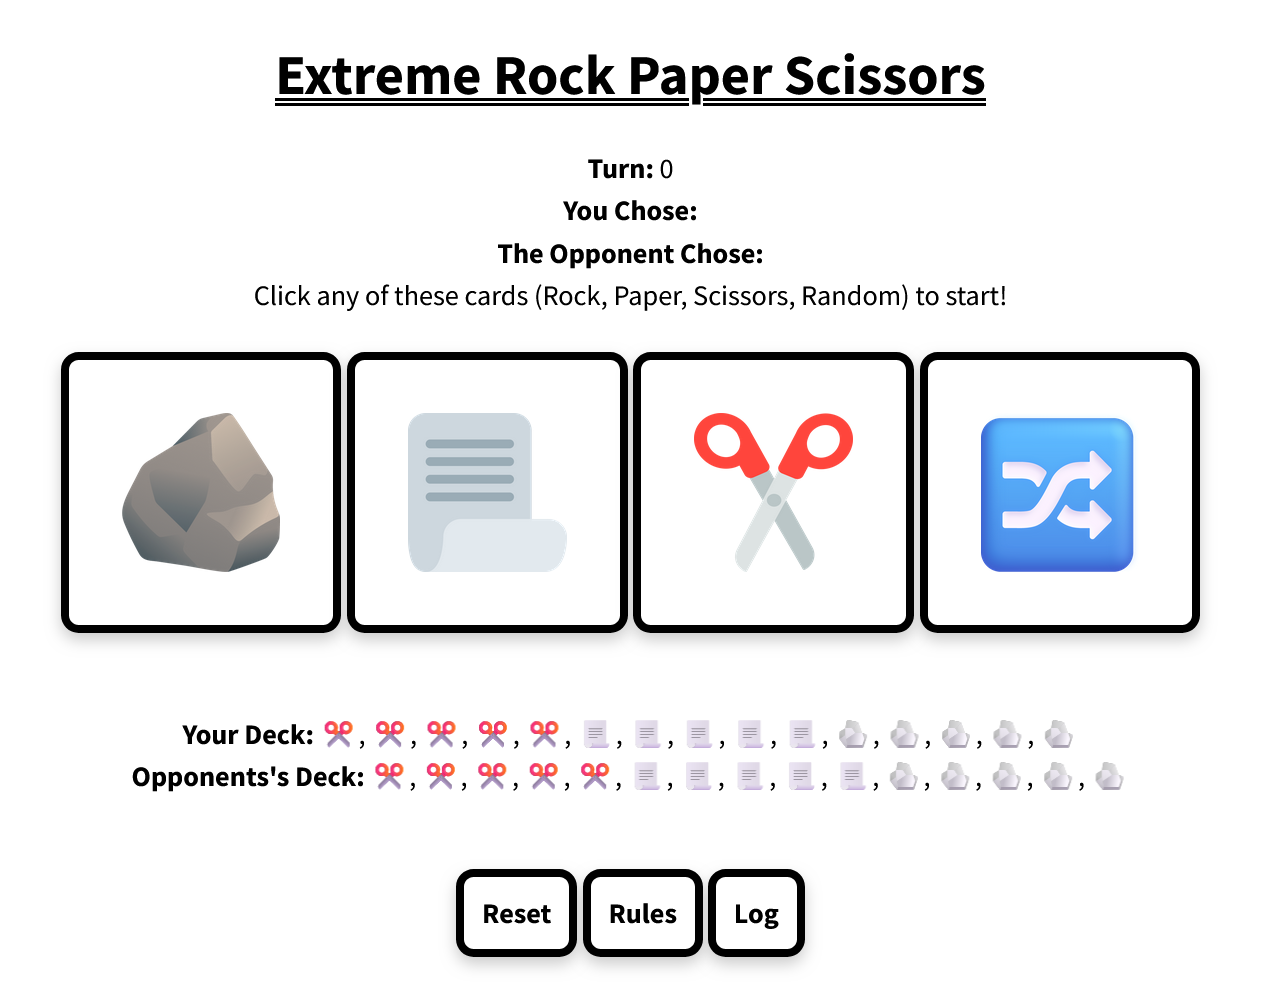 Extreme Rock Paper Scissors
Turn: 0
You Chose:
The Opponent Chose:
Click any of these cards (Rock, Paper, Scissors, Random) to start!
Your Deck: , , , , , , , , , , , , , ,
Opponents's Deck: , , , , , , , , , , , , , ,
Reset Rules Log